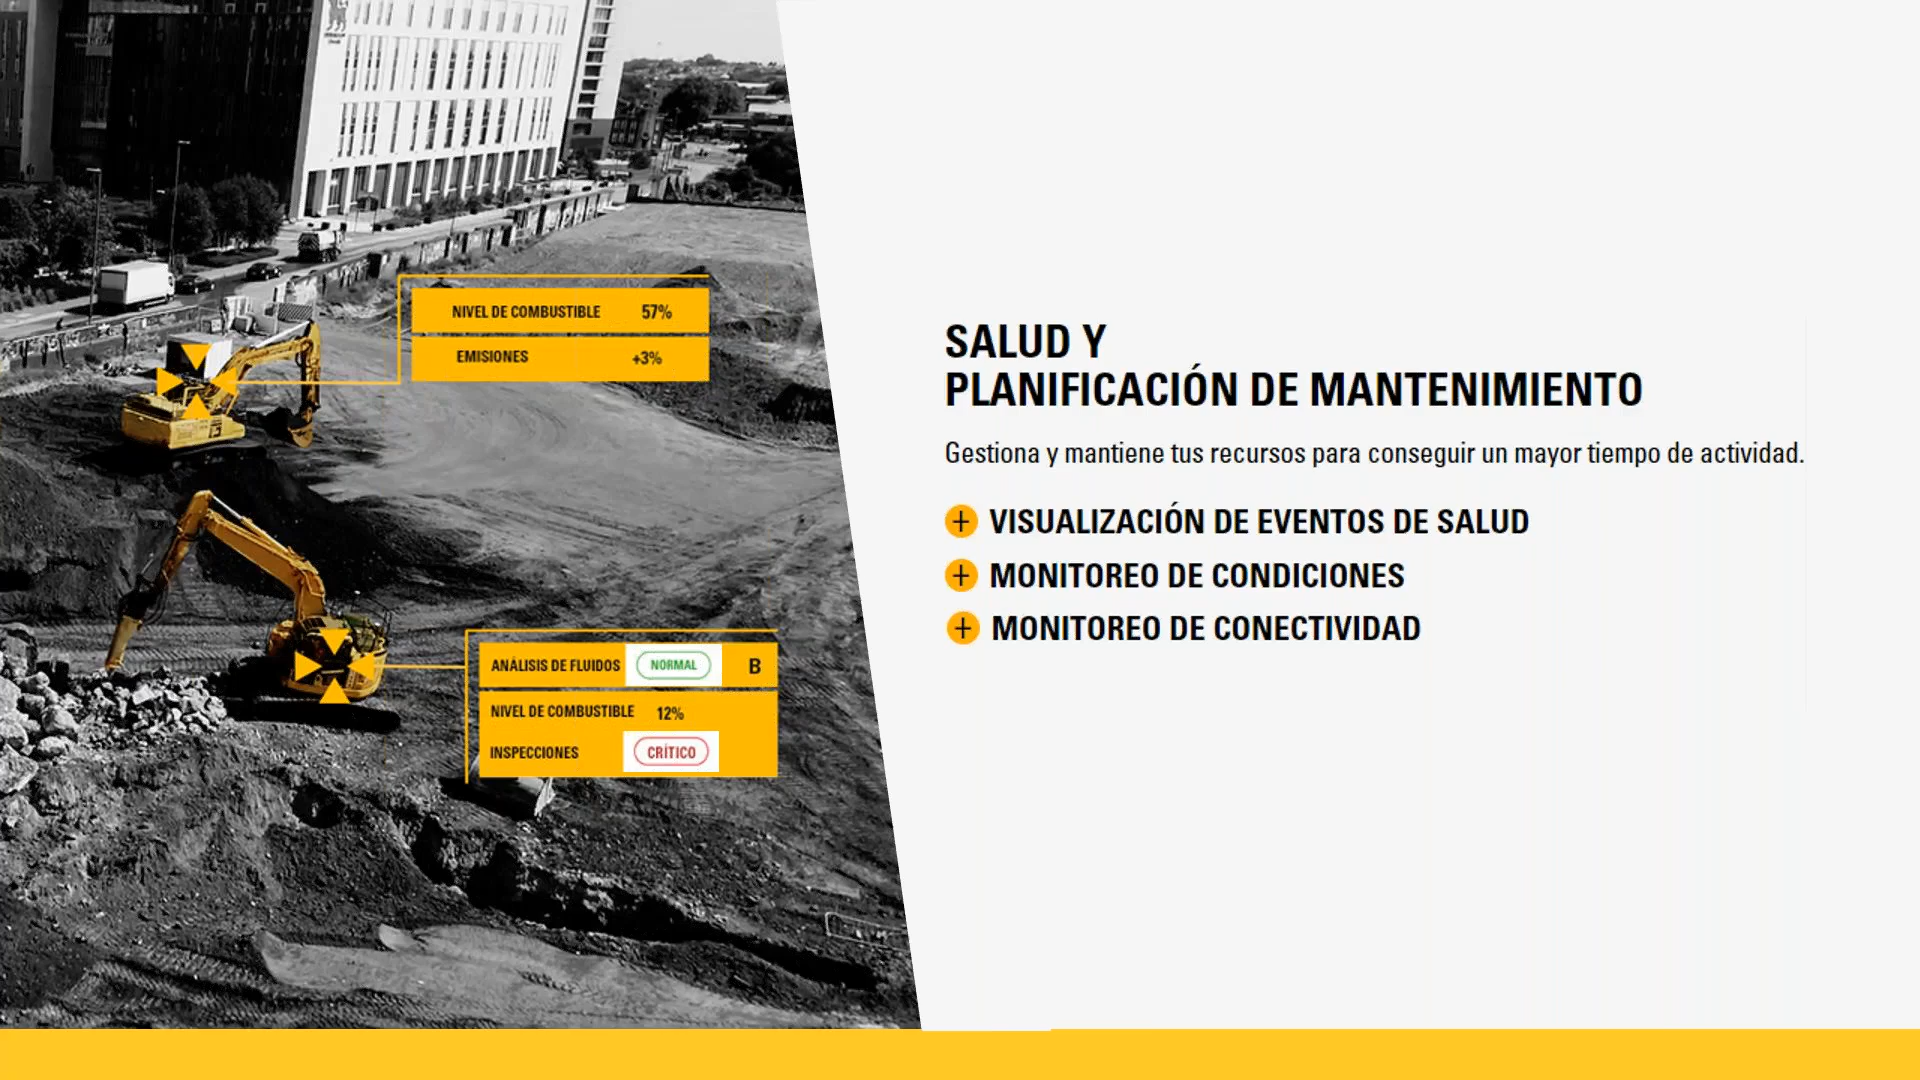 NIVEL DE COMBUSTIBLE 57%
EMISIONES +3%
ANÁLISIS DE FLUIDOS NORMAL B
NIVEL DE COMBUSTIBLE 12%
INSPECCIONES CRÍTICO
SALUD Y
PLANIFICACIÓN DE MANTENIMIENTO
Gestiona y mantiene tus recursos para conseguir un mayor tiempo de actividad.
VISUALIZACIÓN DE EVENTOS DE SALUD
MONITOREO DE CONDICIONES
MONITOREO DE CONECTIVIDAD